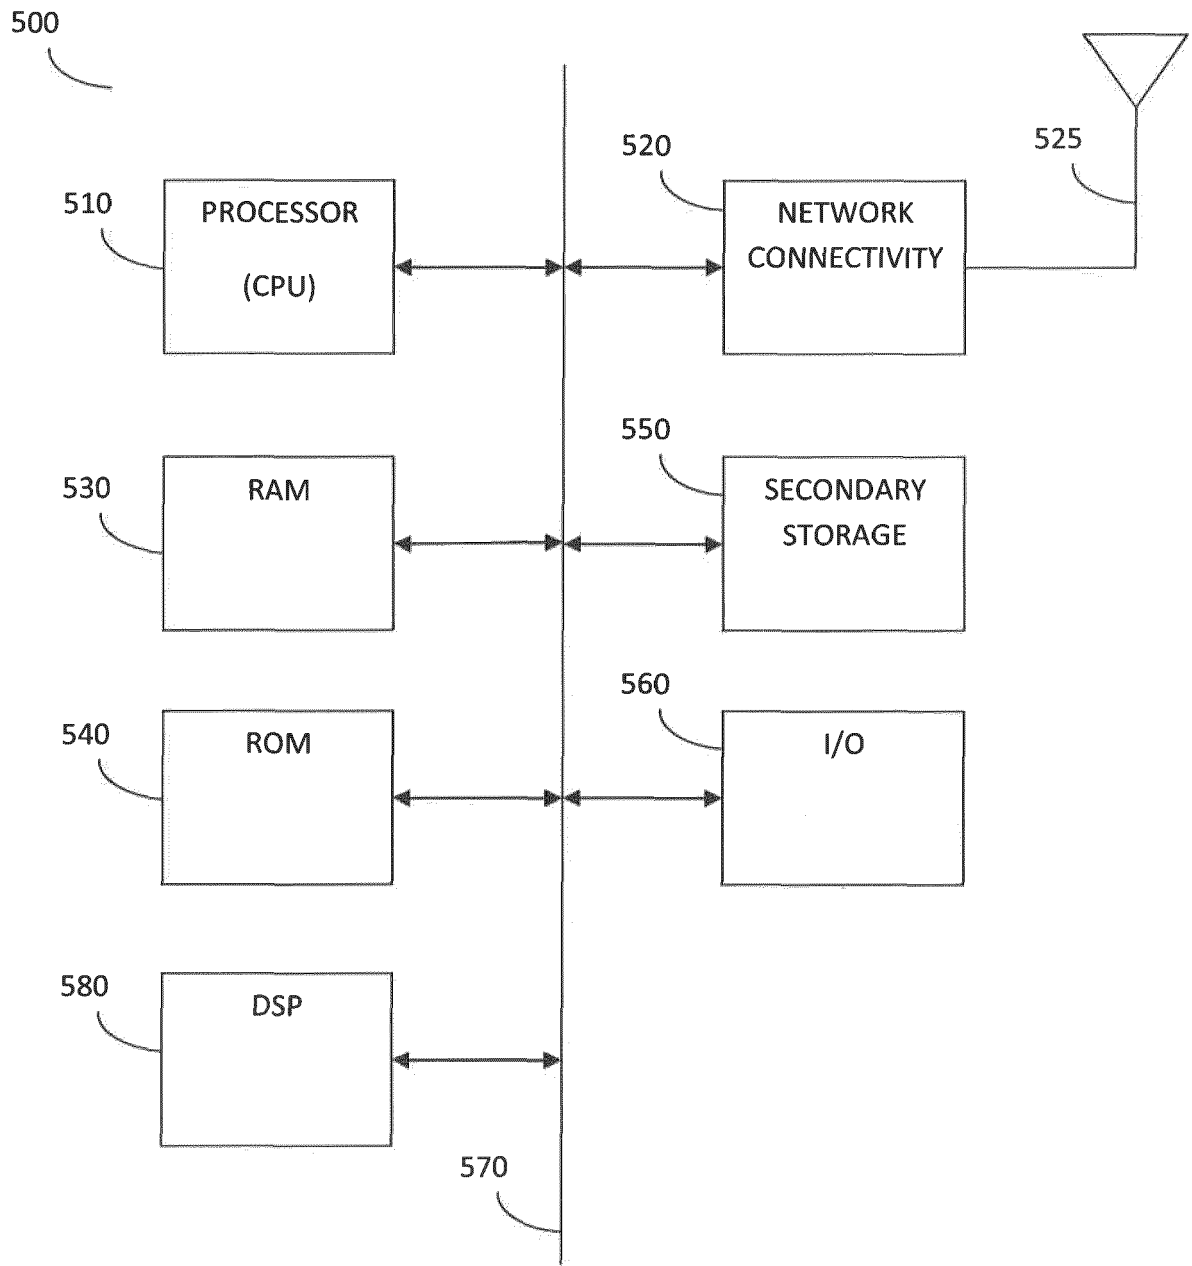 500
525
520
510
PROCESSOR
(CPU)
NETWORK
CONNECTIVITY
550
530
RAM
SECONDARY
STORAGE
560
540
ROM
I/O
580
DSP
570